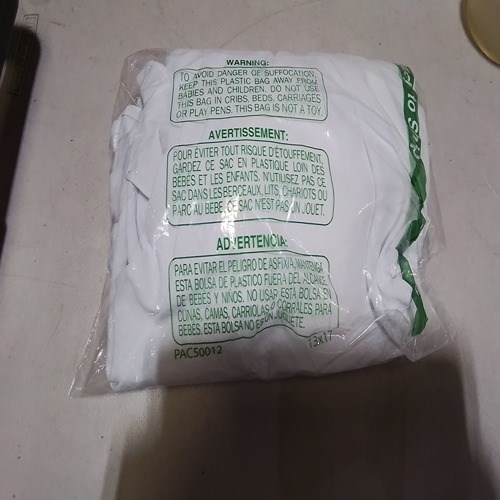 WARNING:
TO AVOID DANGER OF SUFFOCATION,
KEEP THIS PLASTIC BAG AWAY FROM
BABIES AND CHILDREN. DO NOT USE
THIS BAG IN CRIBS, BEDS, CARRIAGES
OR PLAY PENS. THIS BAG IS NOT A TOY.
AVERTISSEMENT:
POUR ÉVITER TOUT RISQUE D'ÉTOUFFEMENT,
GARDEZ CE SAC EN PLASTIQUE LOIN DES
BEBÉS ET LES ENFANTS. N'UTILISEZ PAS CE
SAC DANS LES BERCEAUX, LITS, CHARIOTS OU
PARC AU BEBE. CE SAC N'EST PAS UN JOUET.
ADVERTENCIA:
PARA EVITAR EL PELIGRO DE ASFIXIA, MANTENGA
ESTA BOLSA DE PLASTICO FUERA DEL ALCANCE
DE BEBES Y NINOS. NO USAR ESTA BOLSA EN
CUNAS, CAMAS, CARRIOLAS O CORRALES PARA
BEBES. ESTA BOLSA NO ES UN JUGUETE.
13x17
PAC50012